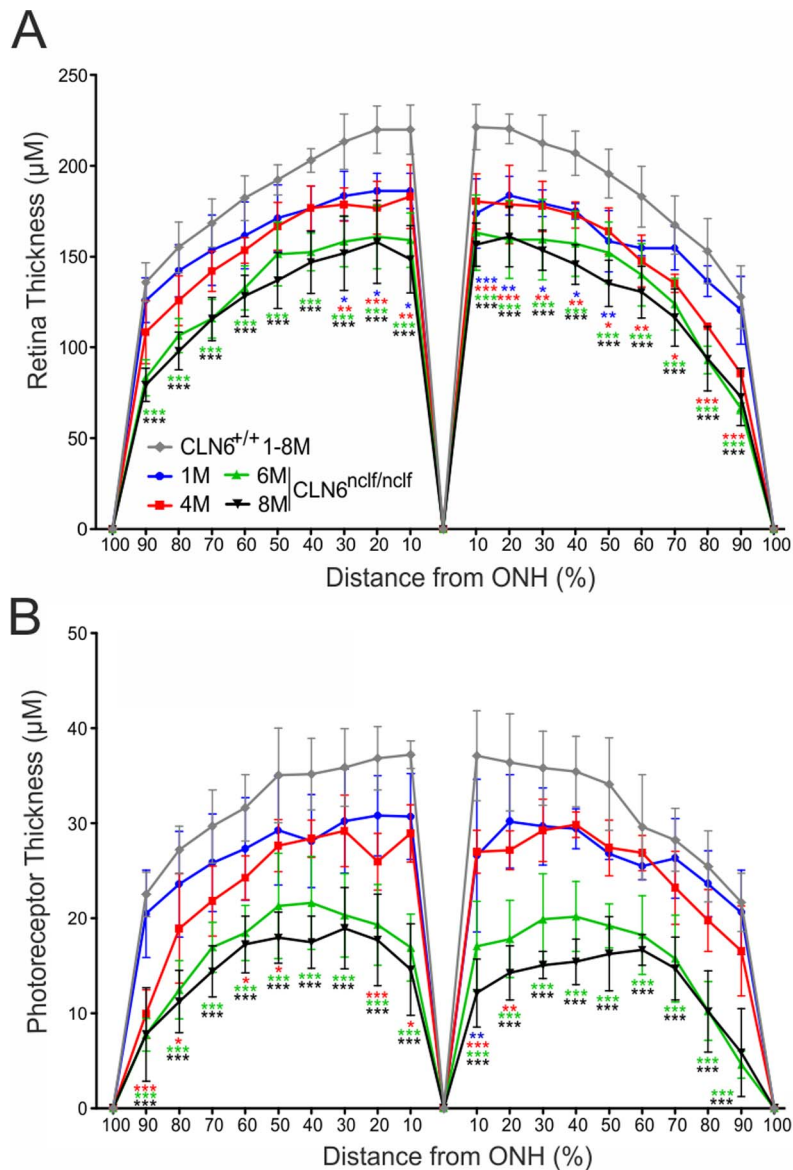 A
Retina Thickness (µM)
250
200
150
100
50
0
*** *** *** *** *** *** * * *
*** *** *** *** *** *** ** *** **
*** *** ***
*** *** ***
*** ** * * ** ** * *** ***
*** *** ** ** * *** *** *** ***
*** *** *** *** *** *** *** *** ***
*** *** *** *** ***
CLN6+/+ 1-8M
1M 6M CLN6nclf/nclf
4M 8M
100 90 80 70 60 50 40 30 20 10 10 20 30 40 50 60 70 80 90 100
Distance from ONH (%)
B
Photoreceptor Thickness (µM)
50
40
30
20
10
0
*** * *** * * *** *** *** *
*** *** *** *** *** *** *** *** ***
*** *** *** *** *** ***
** ** *** *** *** *** *** *** ***
*** *** *** *** *** *** *** *** ***
*** ***
***
100 90 80 70 60 50 40 30 20 10 10 20 30 40 50 60 70 80 90 100
Distance from ONH (%)